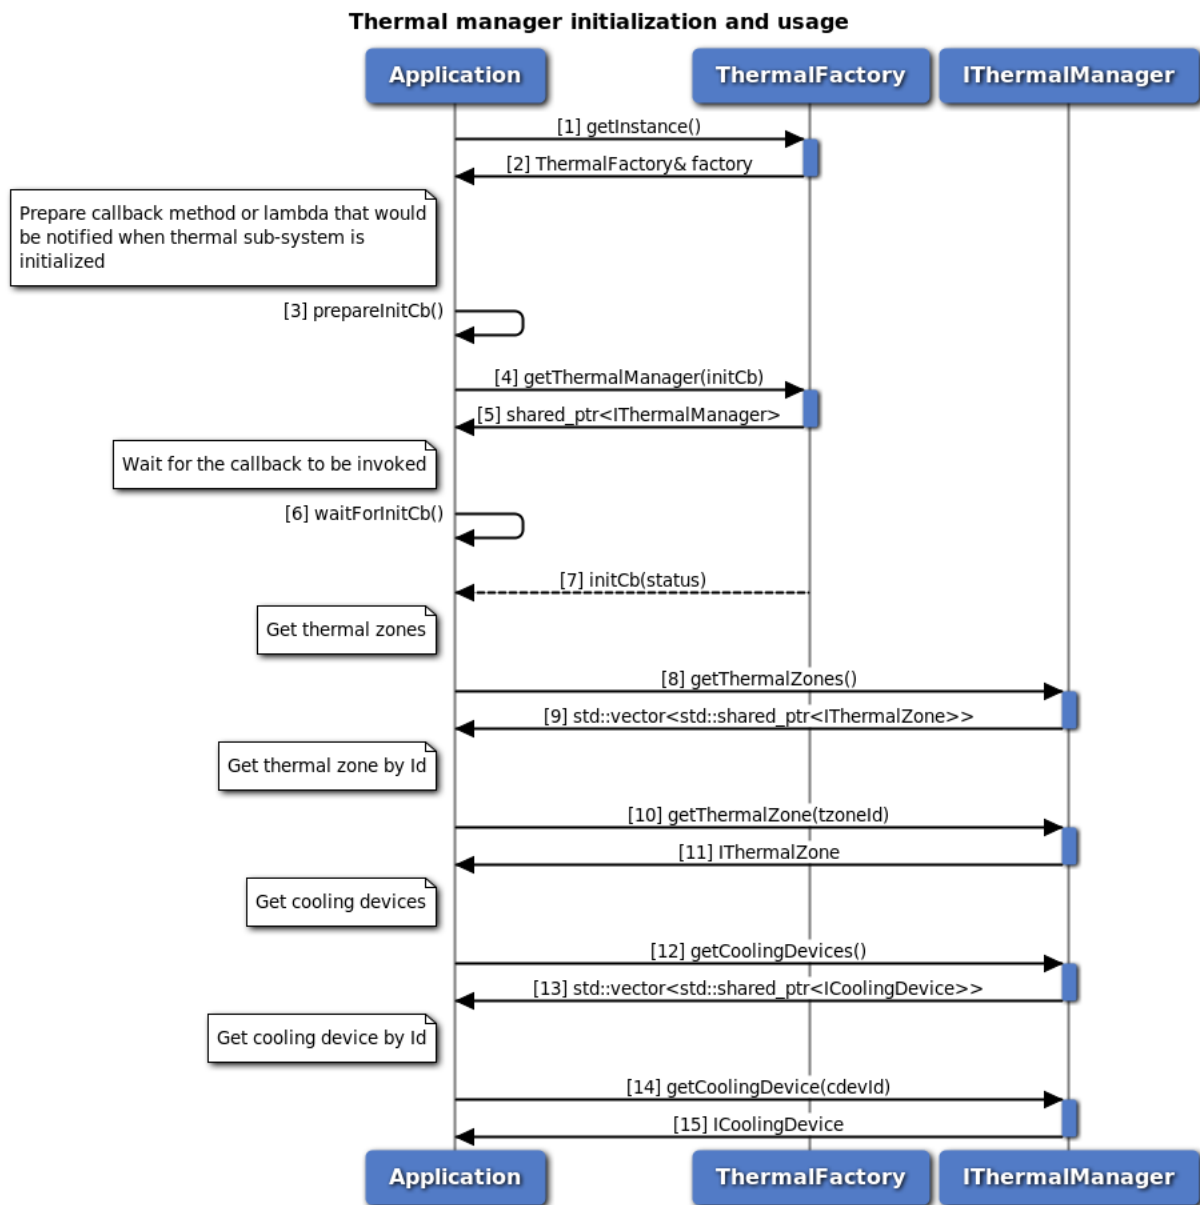 Thermal manager initialization and usage
Application
ThermalFactory
IThermalManager
[1] getInstance()
[2] ThermalFactory& factory
Prepare callback method or lambda that would
be notified when thermal sub-system is
initialized
[3] prepareInitCb()
[4] getThermalManager(initCb)
[5] shared_ptr<IThermalManager>
Wait for the callback to be invoked
[6] waitForInitCb()
[7] initCb(status)
Get thermal zones
[8] getThermalZones()
[9] std::vector<std::shared_ptr<IThermalZone>>
Get thermal zone by Id
[10] getThermalZone(tzoneId)
[11] IThermalZone
Get cooling devices
[12] getCoolingDevices()
[13] std::vector<std::shared_ptr<ICoolingDevice>>
Get cooling device by Id
[14] getCoolingDevice(cdevId)
[15] ICoolingDevice
Application
ThermalFactory
IThermalManager